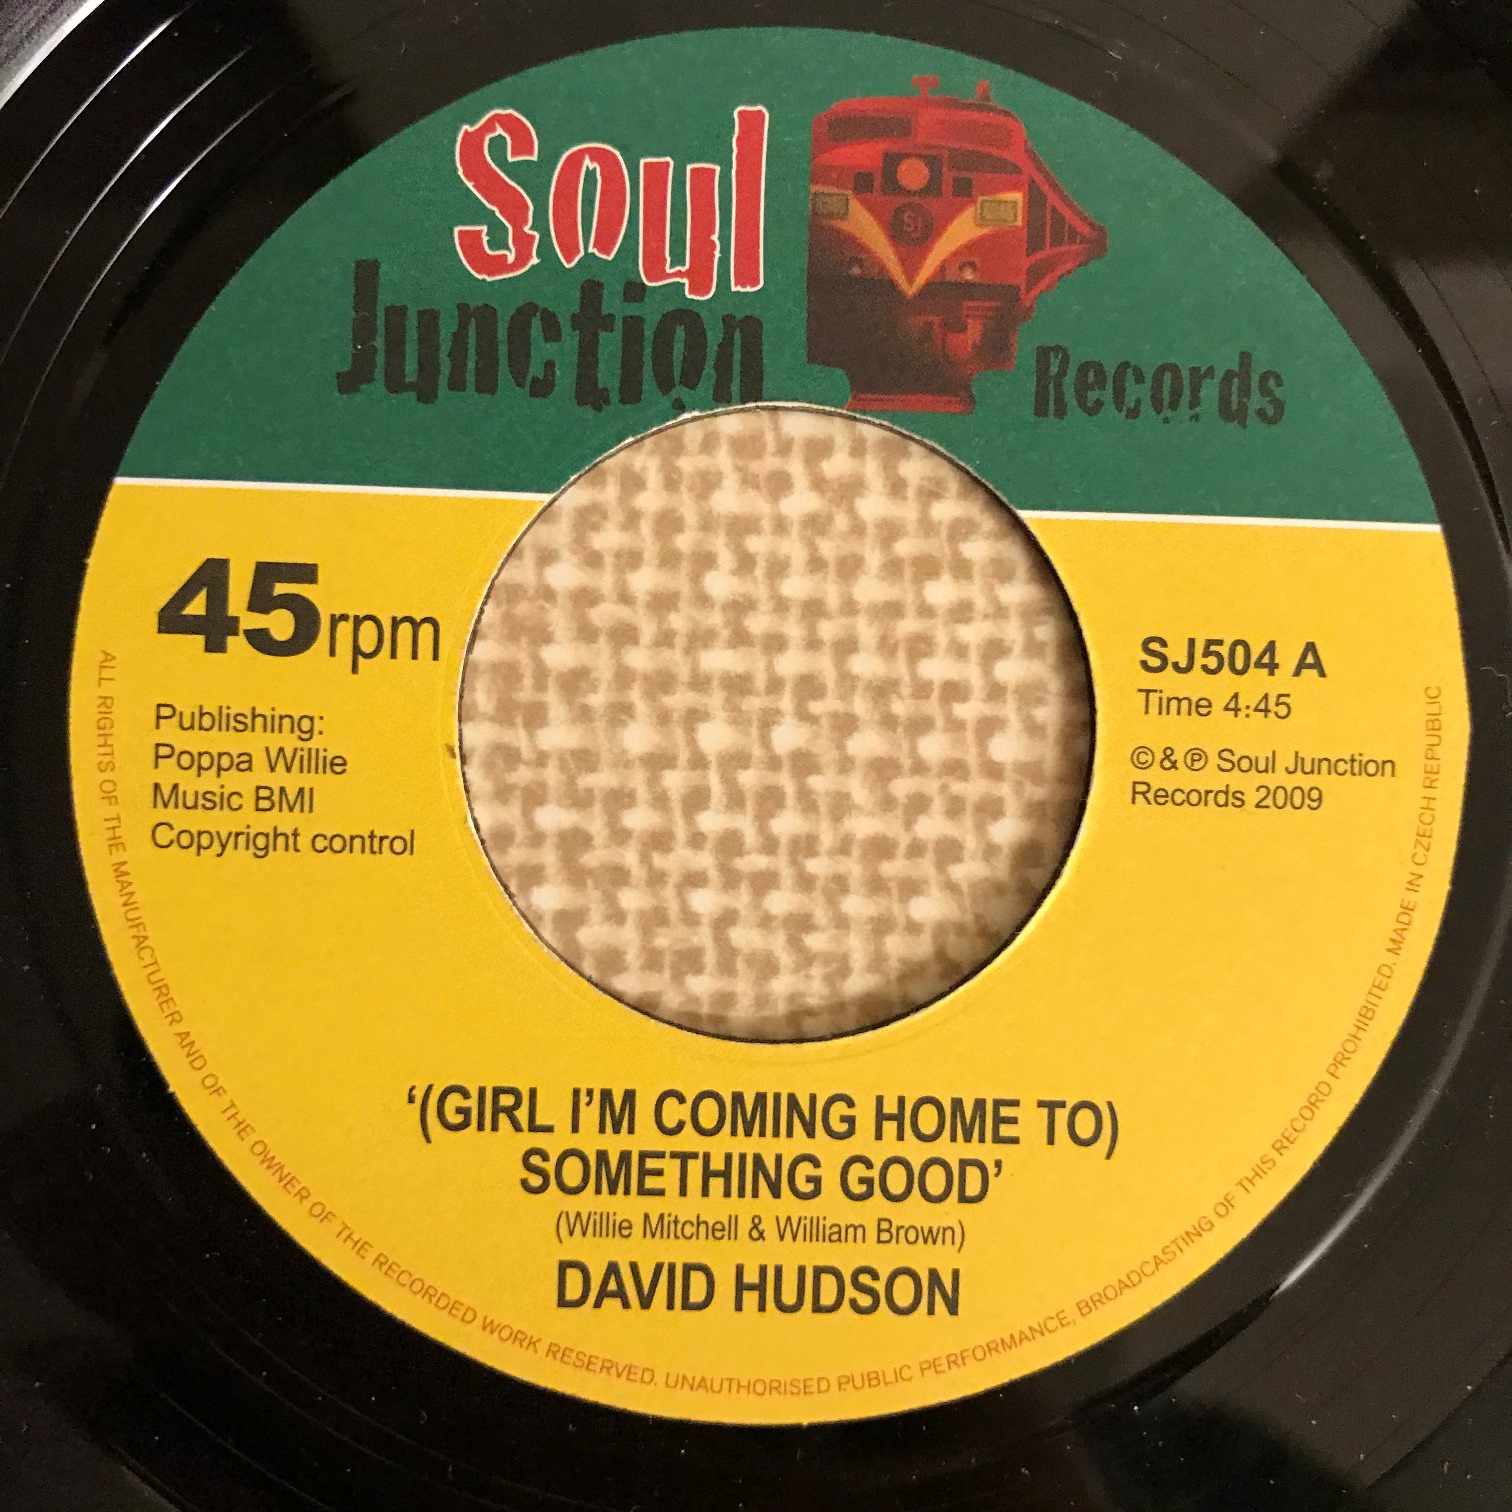 Soul
Junction
Records
SJ
45rpm
Publishing:
Poppa Willie
Music BMI
Copyright control
SJ504 A
Time 4:45
©&℗ Soul Junction
Records 2009
‘(GIRL I’M COMING HOME TO)
SOMETHING GOOD’
(Willie Mitchell & William Brown)
DAVID HUDSON
ALL RIGHTS OF THE MANUFACTURER AND OF THE OWNER OF THE RECORDED WORK RESERVED. UNAUTHORISED PUBLIC PERFORMANCE, BROADCASTING OF THIS RECORD PROHIBITED. MADE IN CZECH REPUBLIC